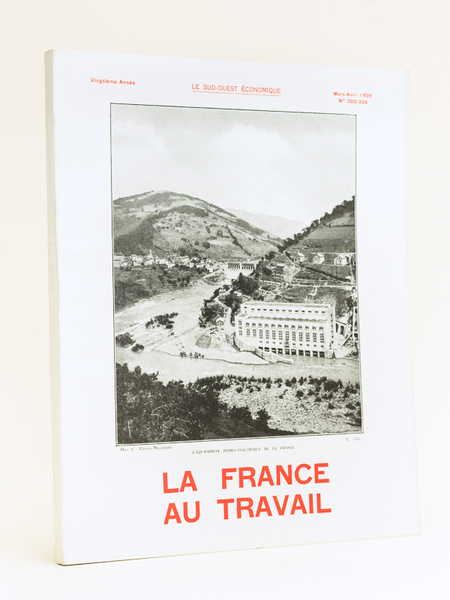 Vingtième Année
LE SUD-OUEST ÉCONOMIQUE
Mars-Avril 1939
N° 303-304
L'ÉQUIPEMENT HYDRO-ÉLECTRIQUE DE LA FRANCE
LA FRANCE
AU TRAVAIL